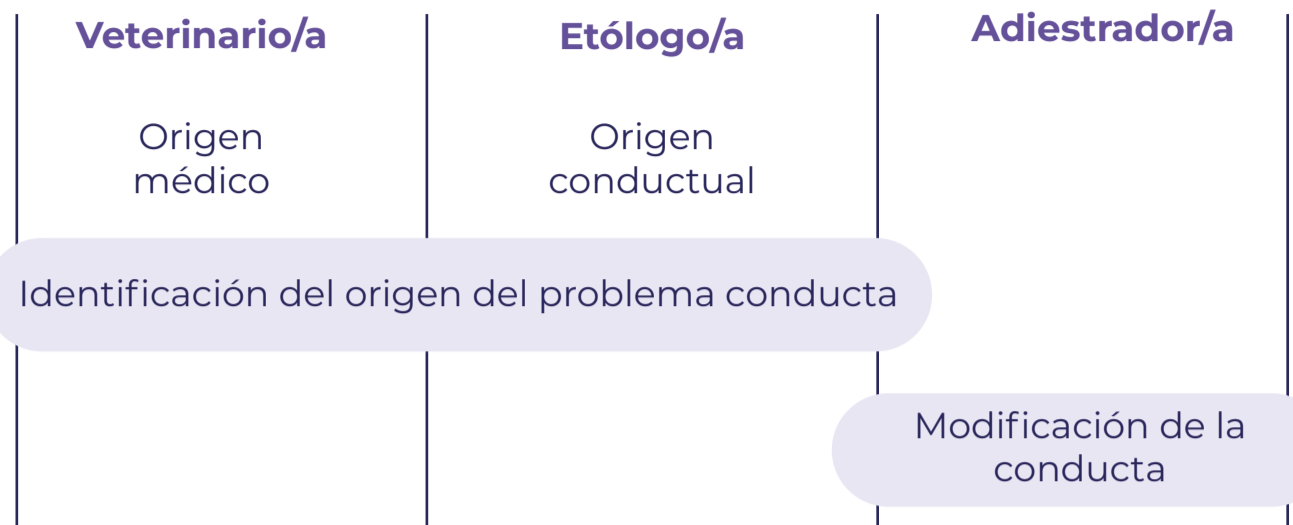 Veterinario/a
Etólogo/a
Adiestrador/a
Origen
médico
Origen
conductual
Identificación del origen del problema conducta
Modificación de la
conducta